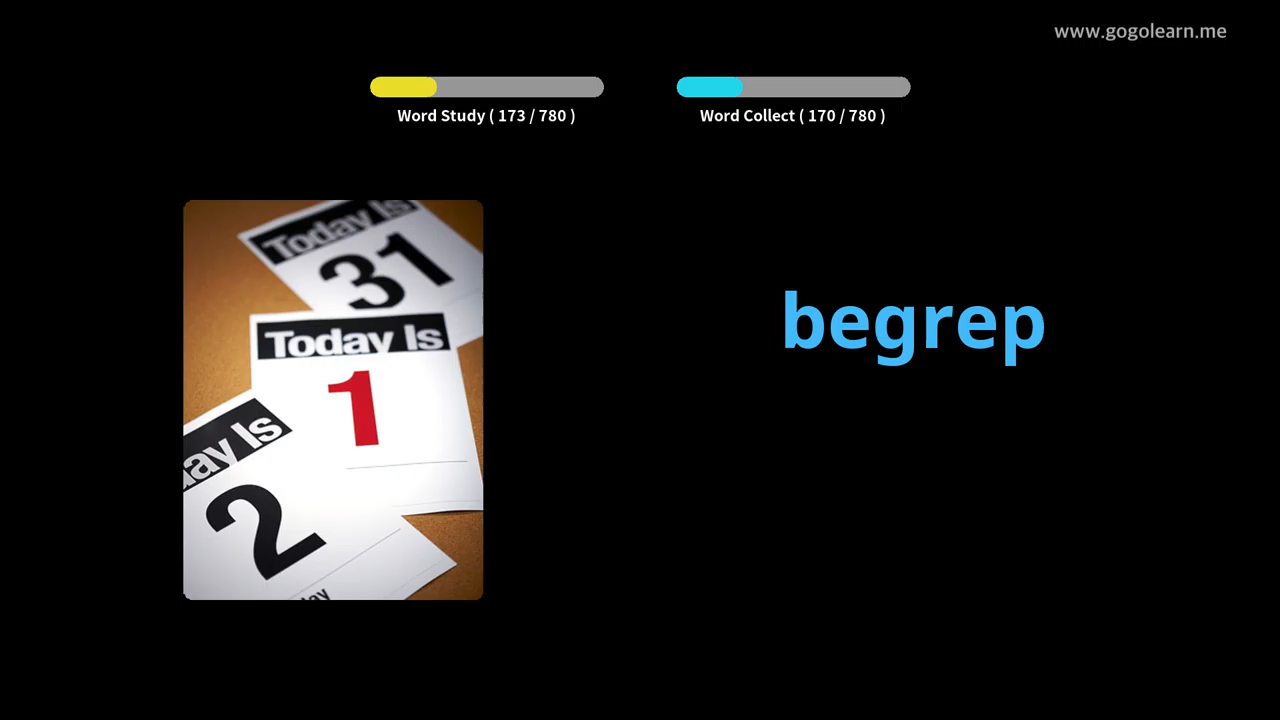 www.gogolearn.me
Word Study ( 173 / 780 )
Word Collect ( 170 / 780 )
Today Is
31
Today Is
1
ay Is
2
begrep